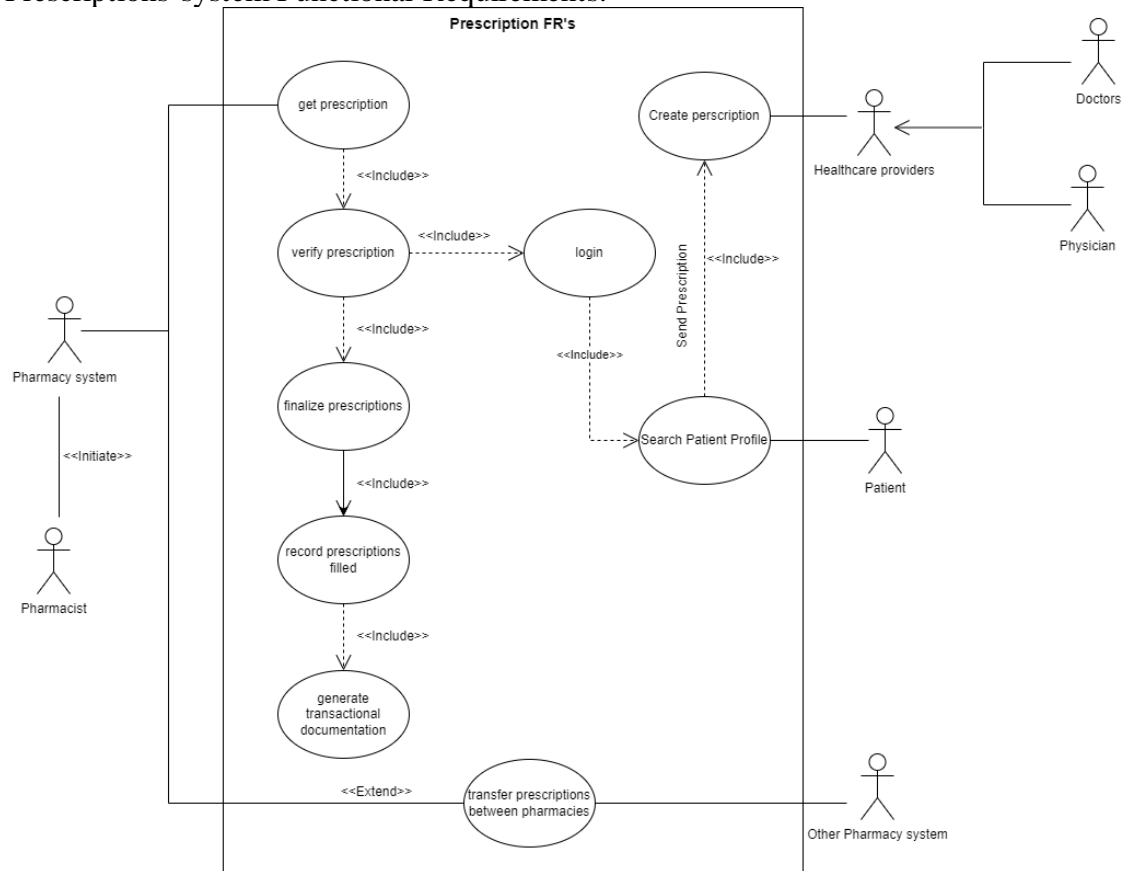 Prescriptions' system Functional Requirements:
Prescription FR's
get prescription
Create perscription
Doctors
<<Include>>
Healthcare providers
verify prescription
<<Include>>
login
Send Prescription
<<Include>>
Physician
<<Include>>
<<Include>>
Pharmacy system
finalize prescriptions
Search Patient Profile
<<Initiate>>
<<Include>>
Patient
record prescriptions
filled
Pharmacist
<<Include>>
generate
transactional
documentation
<<Extend>>
transfer prescriptions
between pharmacies
Other Pharmacy system